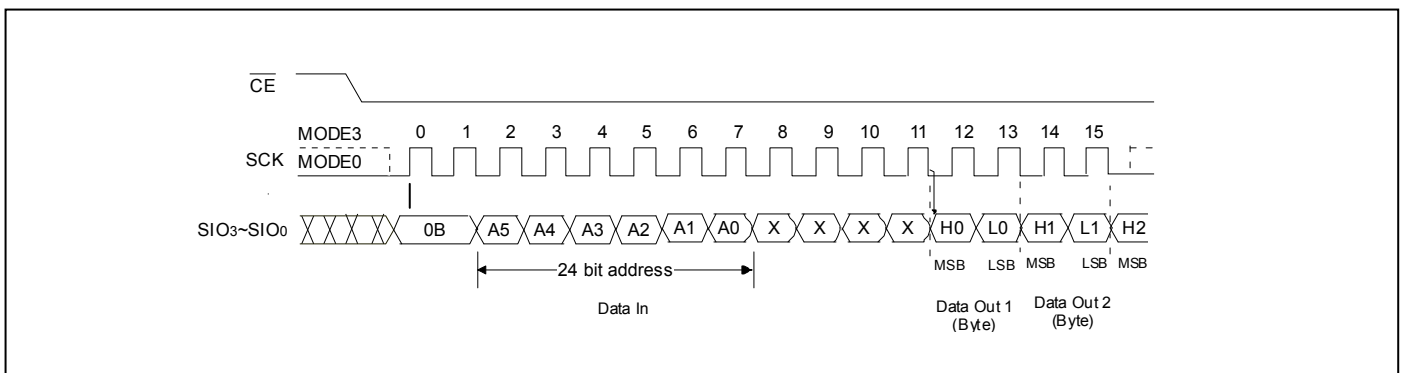 CE
MODE3 0 1 2 3 4 5 6 7 8 9 10 11 12 13 14 15
SCK MODE0
SIO3~SIO0 0B A5 A4 A3 A2 A1 A0 X X X X H0 L0 H1 L1 H2
MSB LSB MSB LSB MSB
24 bit address
Data In
Data Out 1 Data Out 2
(Byte) (Byte)